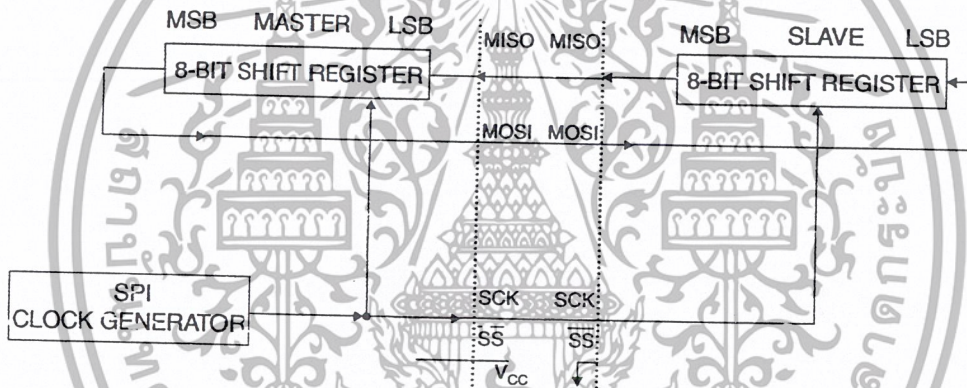 MSB MASTER LSB
8-BIT SHIFT REGISTER
MISO MISO
MSB SLAVE LSB
8-BIT SHIFT REGISTER
MOSI MOSI
SPI
CLOCK GENERATOR
SCK SCK
SS SS
VCC